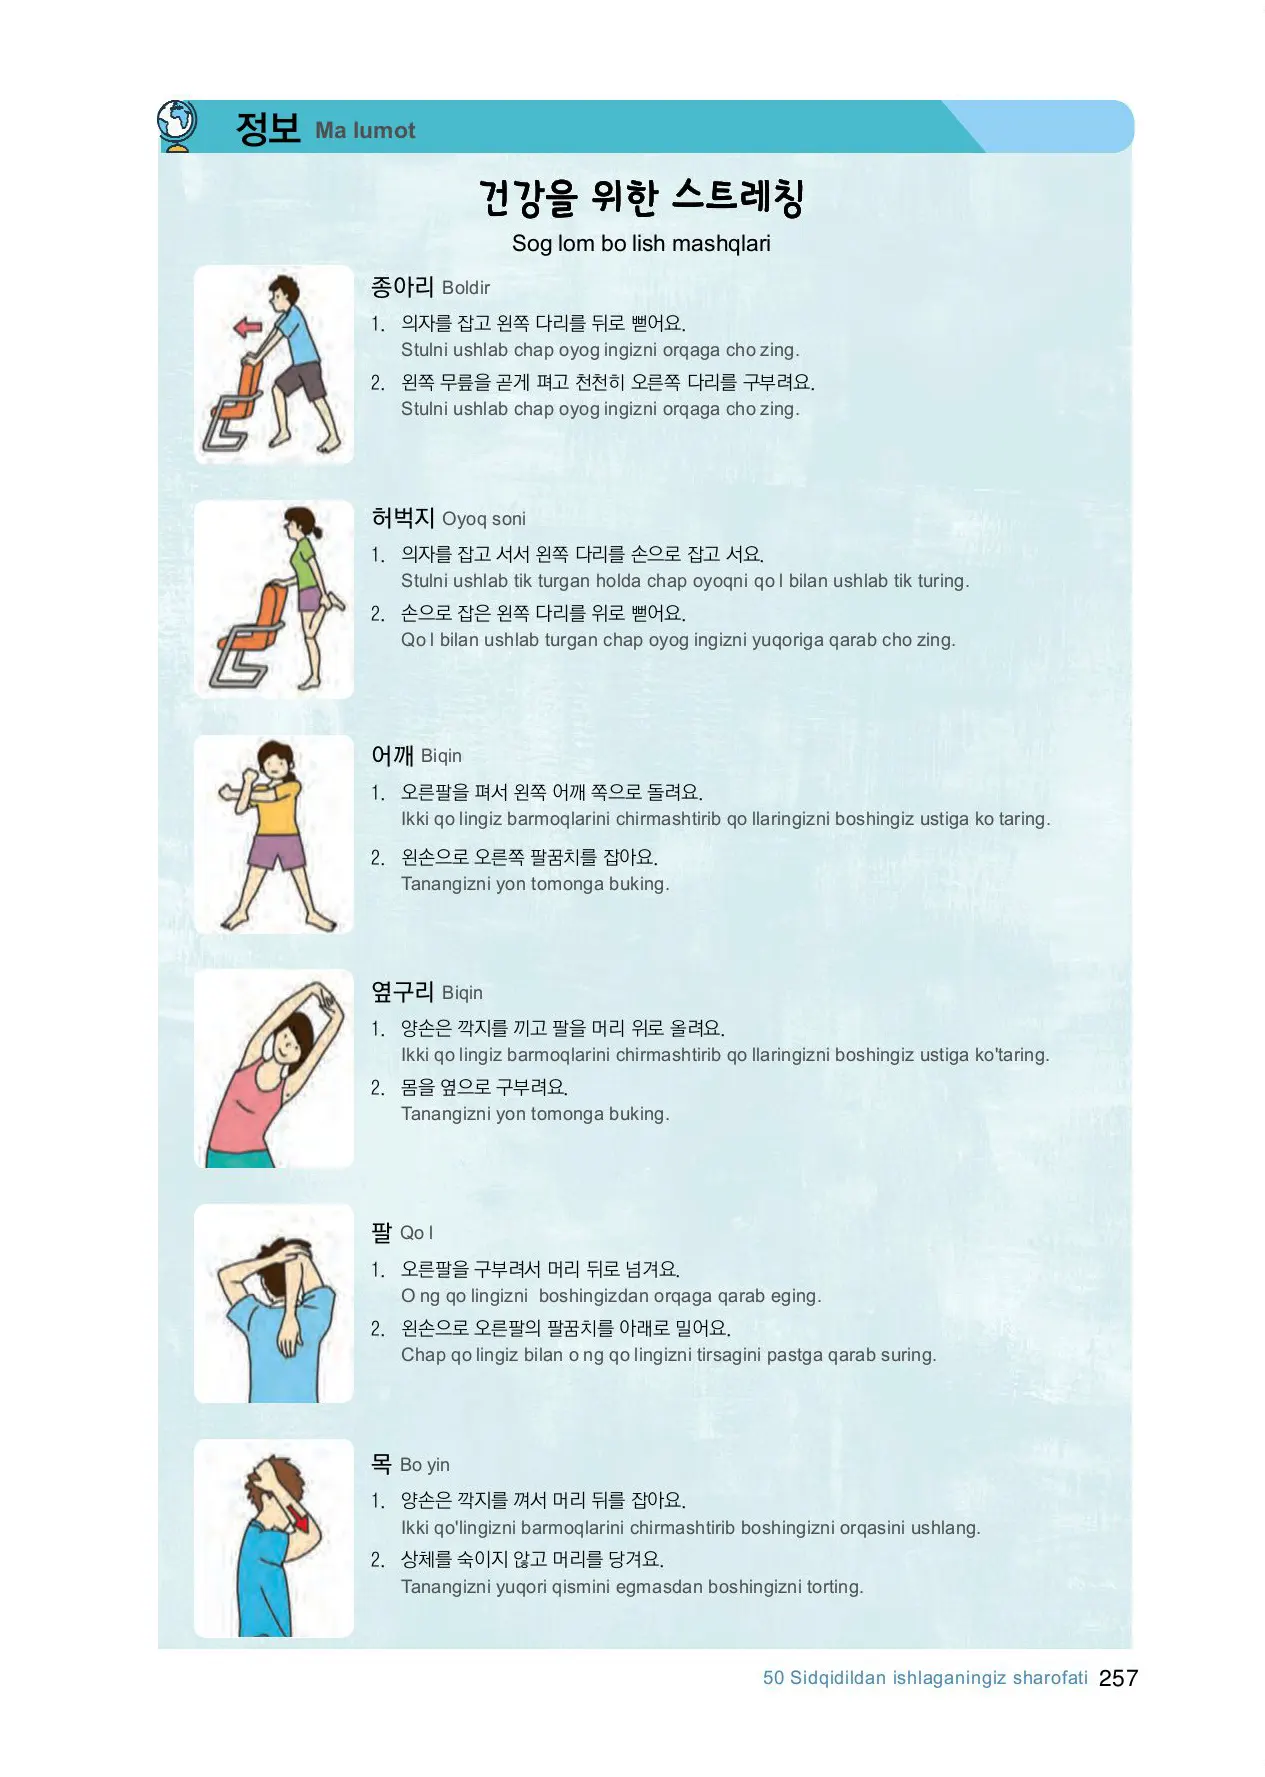 정보 Ma lumot
건강을 위한 스트레칭
Sog lom bo lish mashqlari
종아리 Boldir
1. 의자를 잡고 왼쪽 다리를 뒤로 뻗어요.
Stulni ushlab chap oyog ingizni orqaga cho zing.
2. 왼쪽 무릎을 곧게 펴고 천천히 오른쪽 다리를 구부려요.
Stulni ushlab chap oyog ingizni orqaga cho zing.
허벅지 Oyoq soni
1. 의자를 잡고 서서 왼쪽 다리를 손으로 잡고 서요.
Stulni ushlab tik turgan holda chap oyoqni qo l bilan ushlab tik turing.
2. 손으로 잡은 왼쪽 다리를 위로 뻗어요.
Qo l bilan ushlab turgan chap oyog ingizni yuqoriga qarab cho zing.
어깨 Biqin
1. 오른팔을 펴서 왼쪽 어깨 쪽으로 돌려요.
Ikki qo lingiz barmoqlarini chirmashtirib qo llaringizni boshingiz ustiga ko taring.
2. 왼손으로 오른쪽 팔꿈치를 잡아요.
Tanangizni yon tomonga buking.
옆구리 Biqin
1. 양손은 깍지를 끼고 팔을 머리 위로 올려요.
Ikki qo lingiz barmoqlarini chirmashtirib qo llaringizni boshingiz ustiga ko'taring.
2. 몸을 옆으로 구부려요.
Tanangizni yon tomonga buking.
팔 Qo l
1. 오른팔을 구부려서 머리 뒤로 넘겨요.
O ng qo lingizni boshingizdan orqaga qarab eging.
2. 왼손으로 오른팔의 팔꿈치를 아래로 밀어요.
Chap qo lingiz bilan o ng qo lingizni tirsagini pastga qarab suring.
목 Bo yin
1. 양손은 깍지를 껴서 머리 뒤를 잡아요.
Ikki qo'lingizni barmoqlarini chirmashtirib boshingizni orqasini ushlang.
2. 상체를 숙이지 않고 머리를 당겨요.
Tanangizni yuqori qismini egmasdan boshingizni torting.
50 Sidqidildan ishlaganingiz sharofati 257